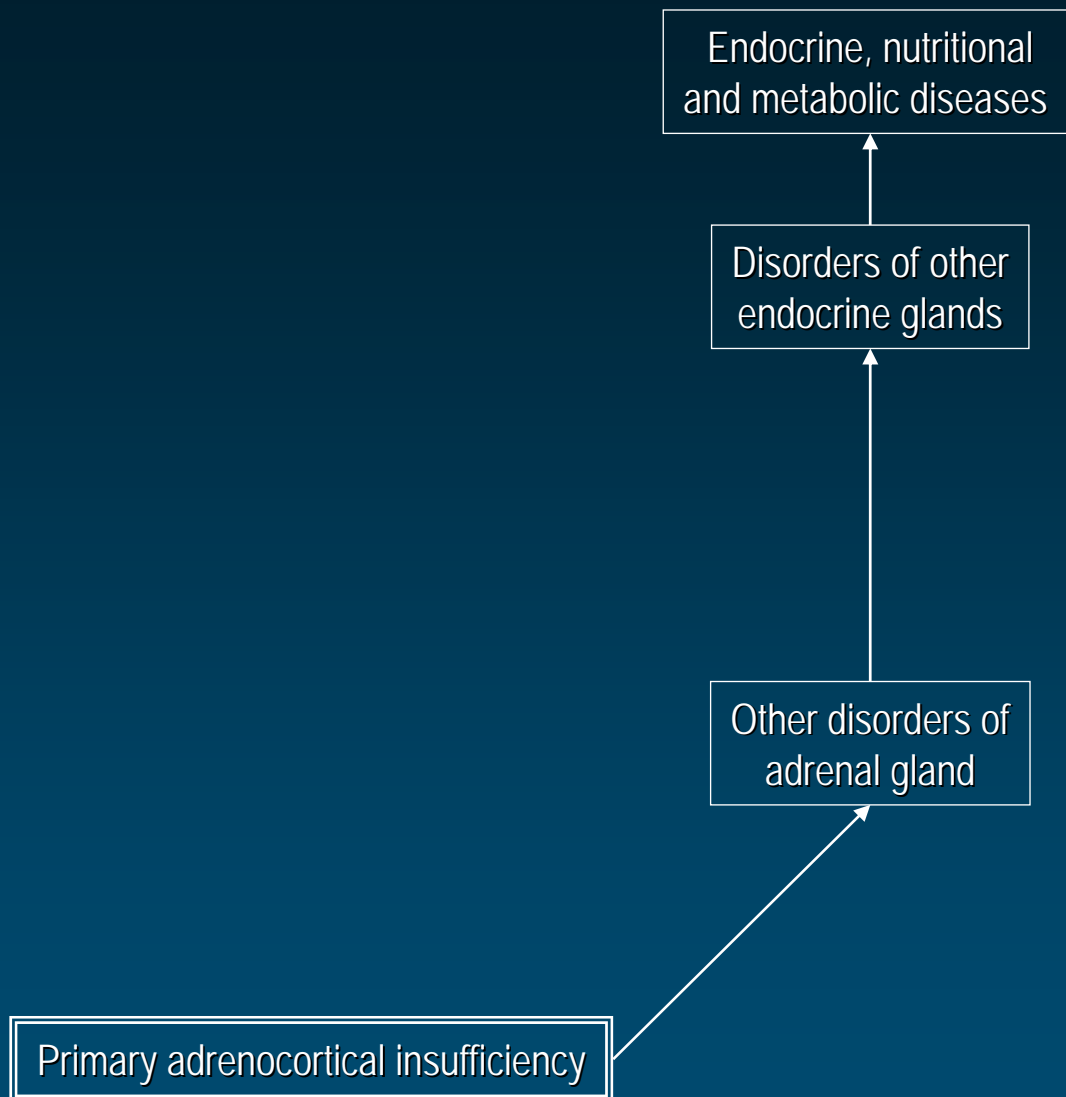 Endocrine, nutritional
and metabolic diseases
Disorders of other
endocrine glands
Other disorders of
adrenal gland
Primary adrenocortical insufficiency